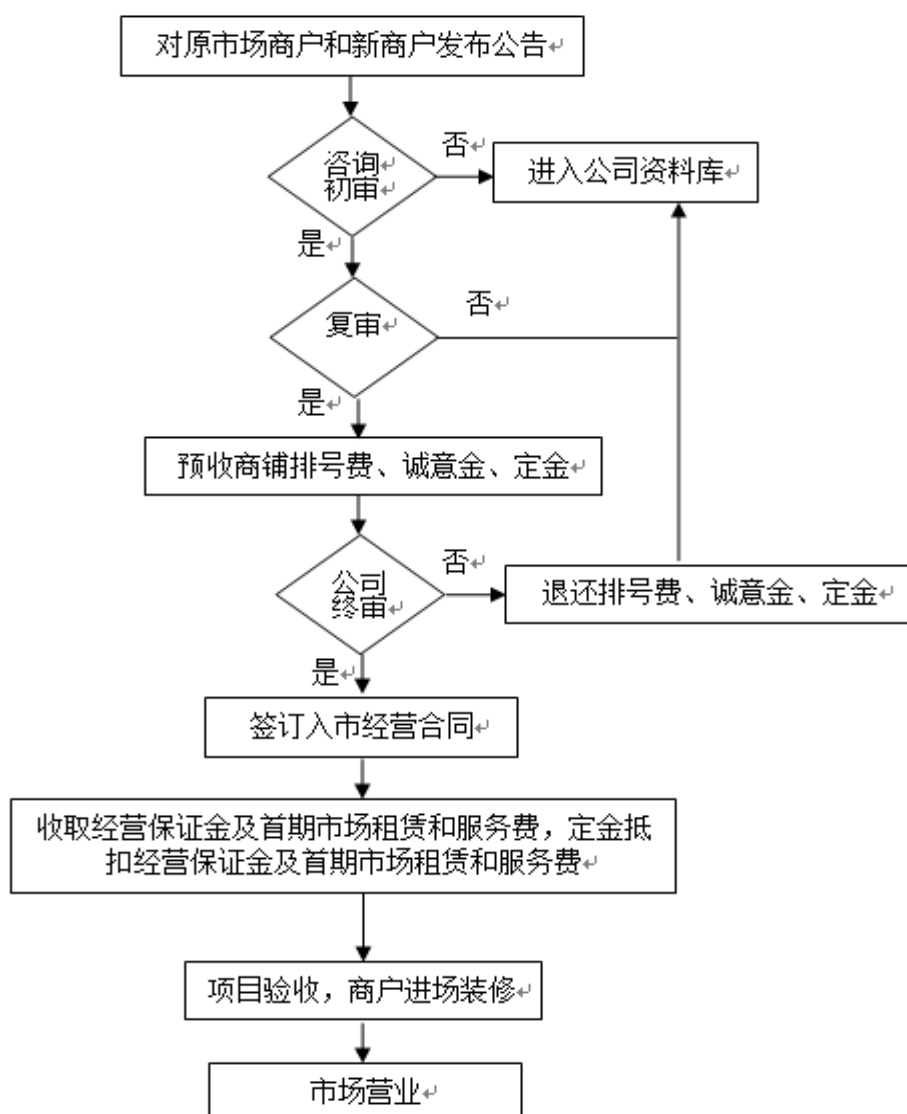 对原市场商户和新商户发布公告
咨询
初审
否
进入公司资料库
是
复审
否
是
预收商铺排号费、诚意金、定金
公司
终审
否
退还排号费、诚意金、定金
是
签订入市经营合同
收取经营保证金及首期市场租赁和服务费，定金抵
扣经营保证金及首期市场租赁和服务费
项目验收，商户进场装修
市场营业